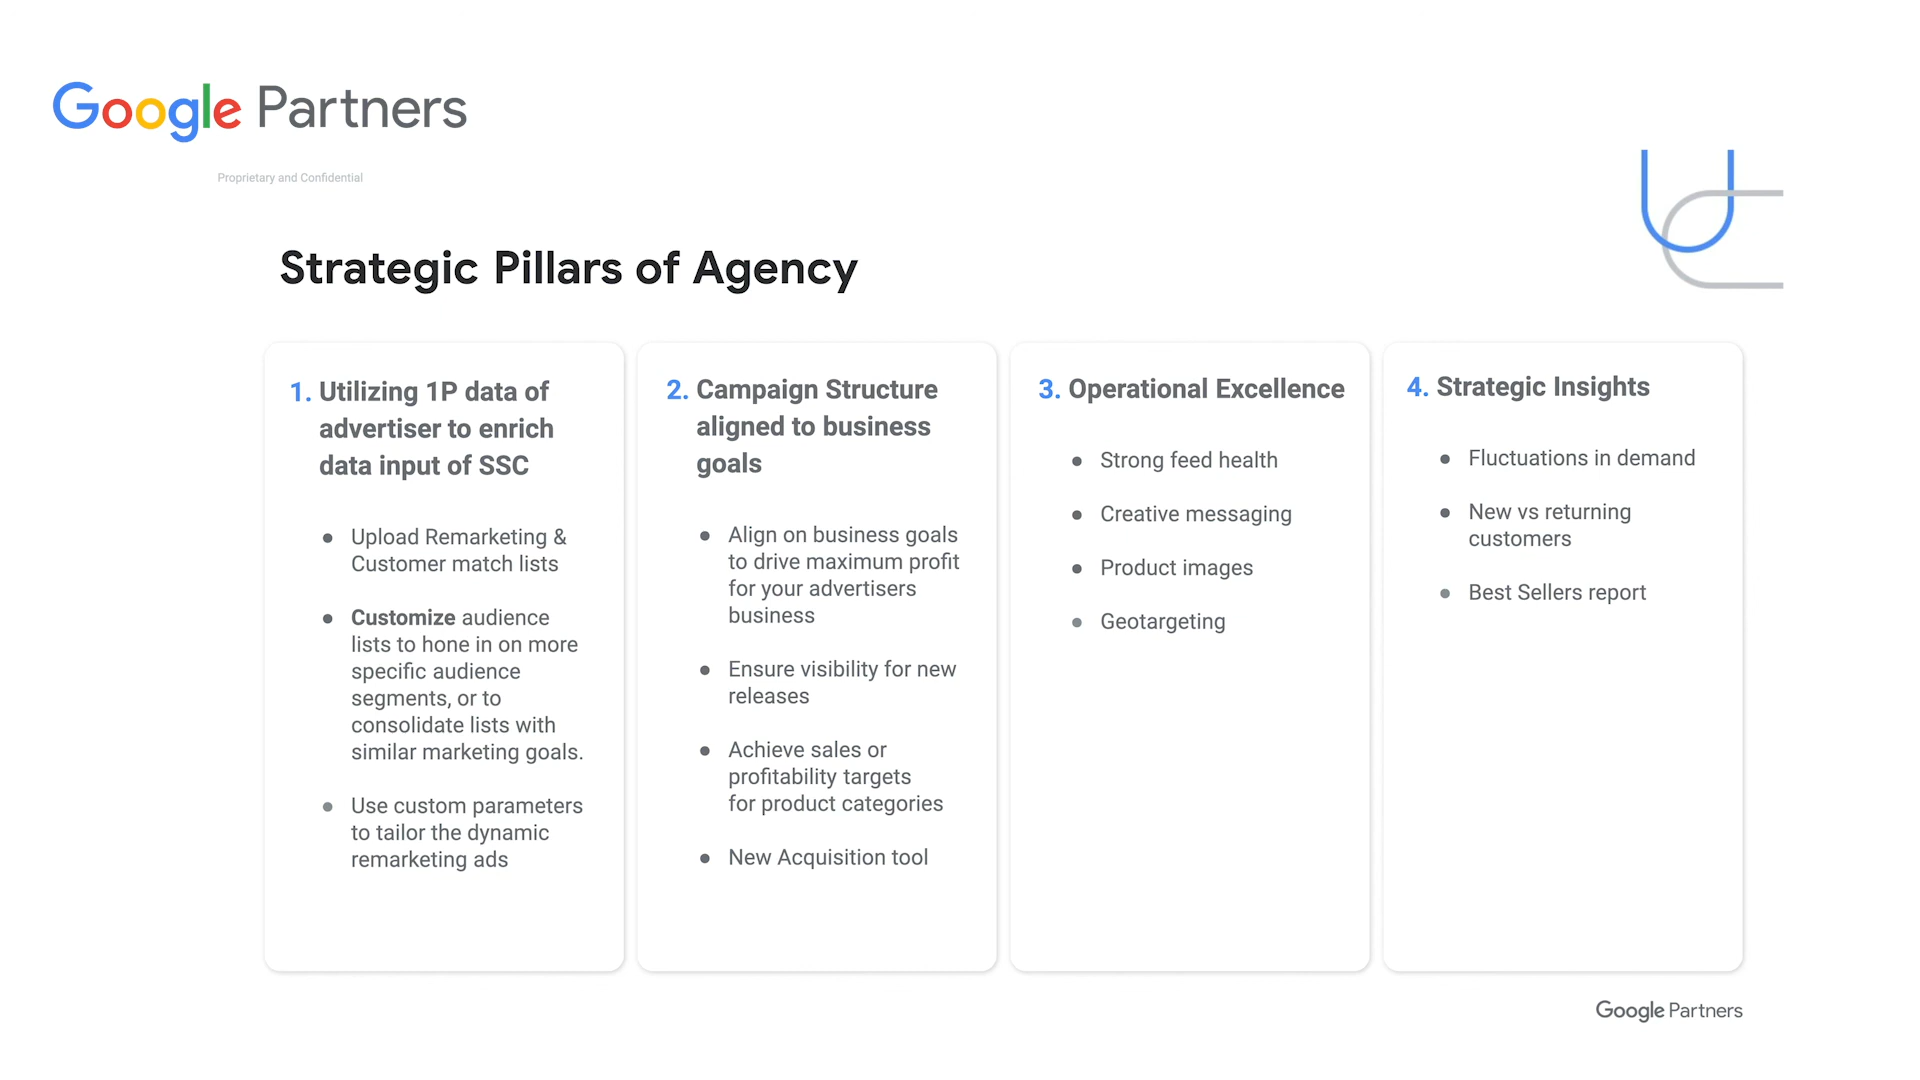 Google Partners
Proprietary and Confidential
Strategic Pillars of Agency
1. Utilizing 1P data of
advertiser to enrich
data input of SSC
● Upload Remarketing &
Customer match lists
● Customize audience
lists to hone in on more
specific audience
segments, or to
consolidate lists with
similar marketing goals.
● Use custom parameters
to tailor the dynamic
remarketing ads
2. Campaign Structure
aligned to business
goals
● Align on business goals
to drive maximum profit
for your advertisers
business
● Ensure visibility for new
releases
● Achieve sales or
profitability targets
for product categories
● New Acquisition tool
3. Operational Excellence
● Strong feed health
● Creative messaging
● Product images
● Geotargeting
4. Strategic Insights
● Fluctuations in demand
● New vs returning
customers
● Best Sellers report
Google Partners